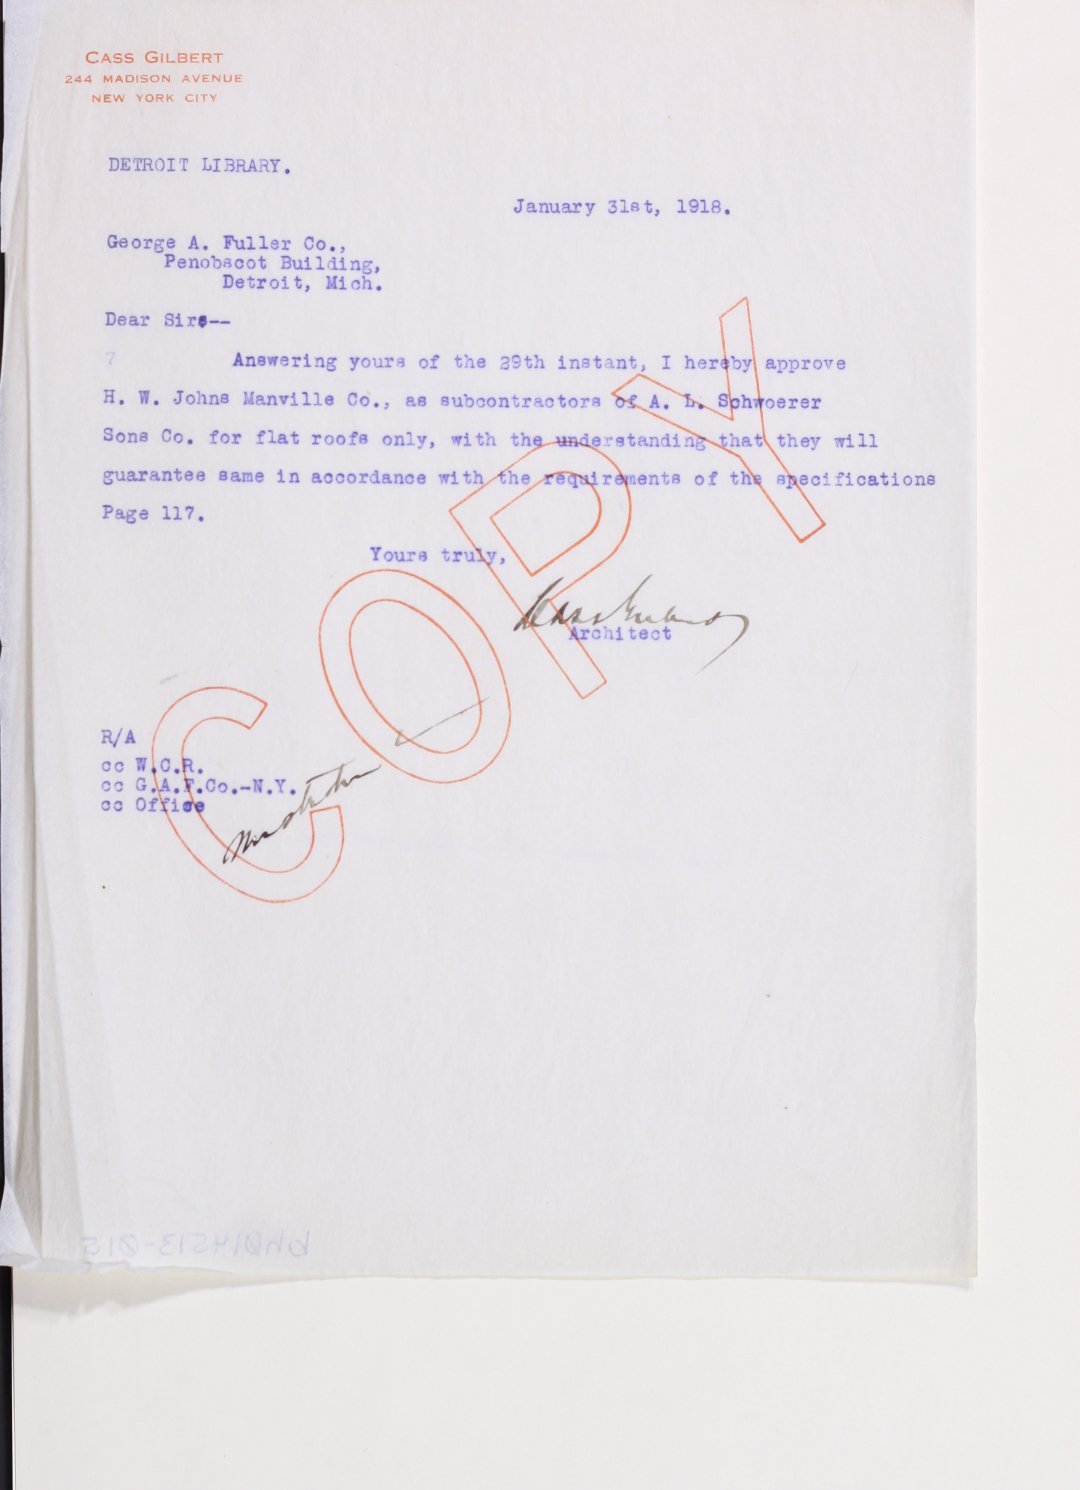 CASS GILBERT
244 MADISON AVENUE
NEW YORK CITY
DETROIT LIBRARY.
January 31st, 1918.
George A. Fuller Co.,
Penobscot Building,
Detroit, Mich.
Dear Sirs--
Answering yours of the 29th instant, I hereby approve
H. W. Johns Manville Co., as subcontractors of A. L. Schwoerer
Sons Co. for flat roofs only, with the understanding that they will
guarantee same in accordance with the requirements of the specifications
Page 117.
Yours truly,
Cass Gilbert
Architect
COPY
R/A
cc W.C.R.
cc G.A.F.Co.-N.Y.
cc Office